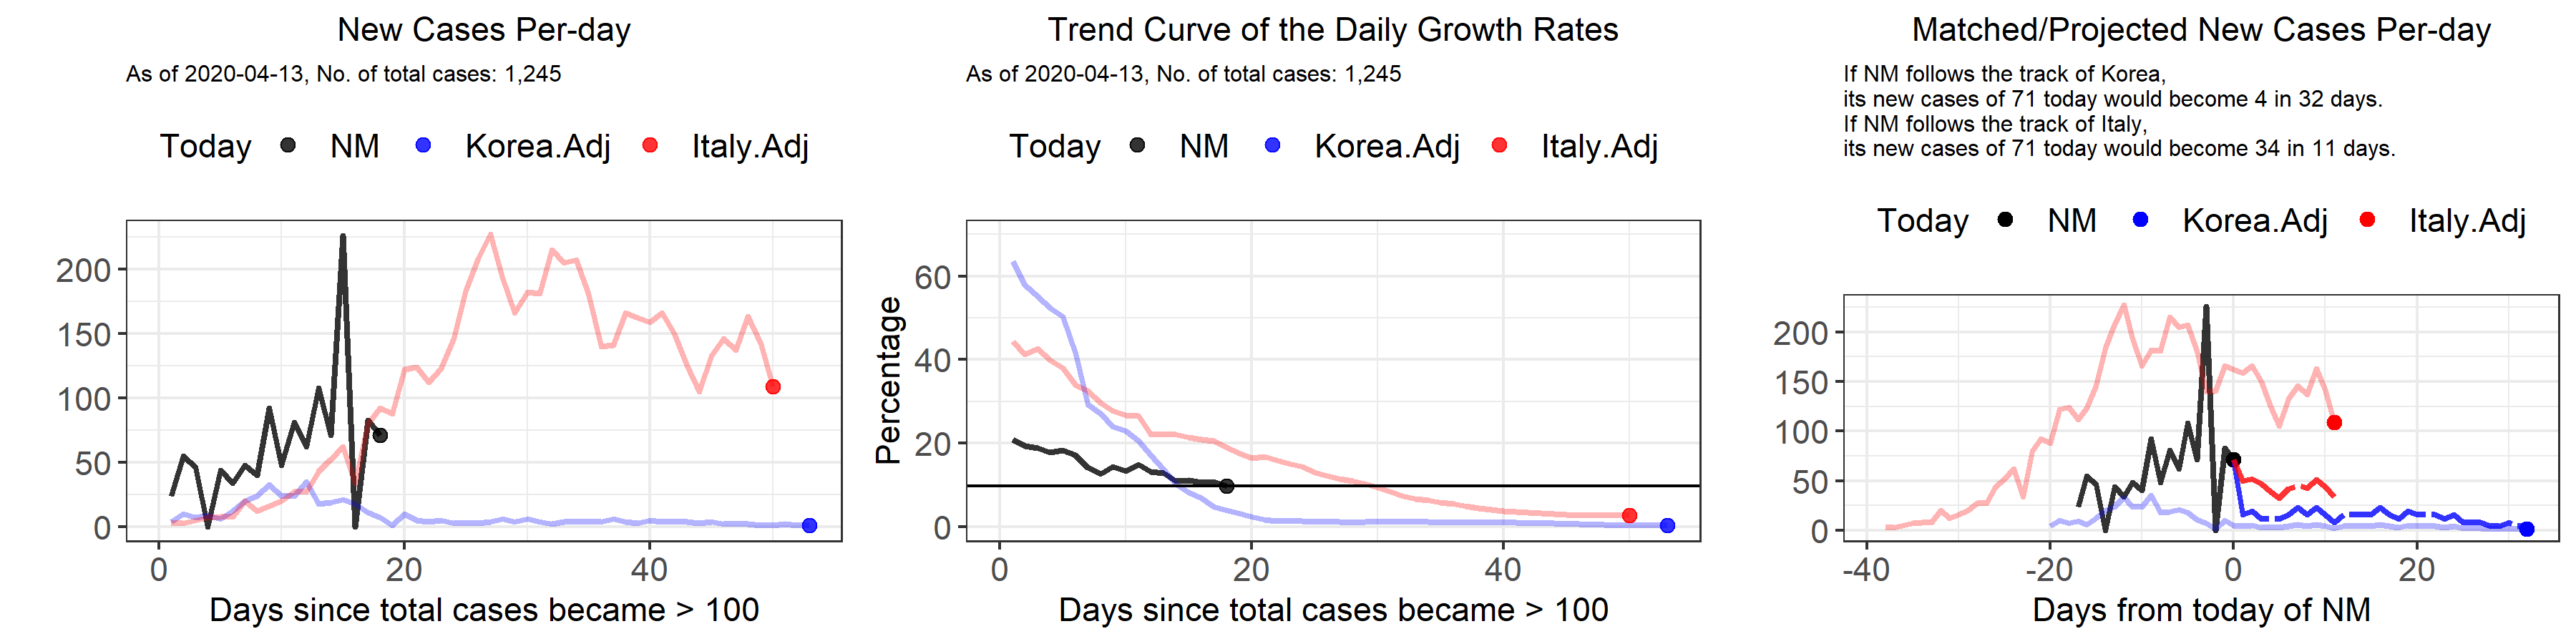 New Cases Per-day
As of 2020-04-13, No. of total cases: 1,245
Today NM Korea.Adj Italy.Adj
200
150
100
50
0
0 20 40
Days since total cases became > 100
Trend Curve of the Daily Growth Rates
As of 2020-04-13, No. of total cases: 1,245
Today NM Korea.Adj Italy.Adj
Percentage
60
40
20
0
0 20 40
Days since total cases became > 100
Matched/Projected New Cases Per-day
If NM follows the track of Korea,
its new cases of 71 today would become 4 in 32 days.
If NM follows the track of Italy,
its new cases of 71 today would become 34 in 11 days.
Today NM Korea.Adj Italy.Adj
200
150
100
50
0
-40 -20 0 20
Days from today of NM